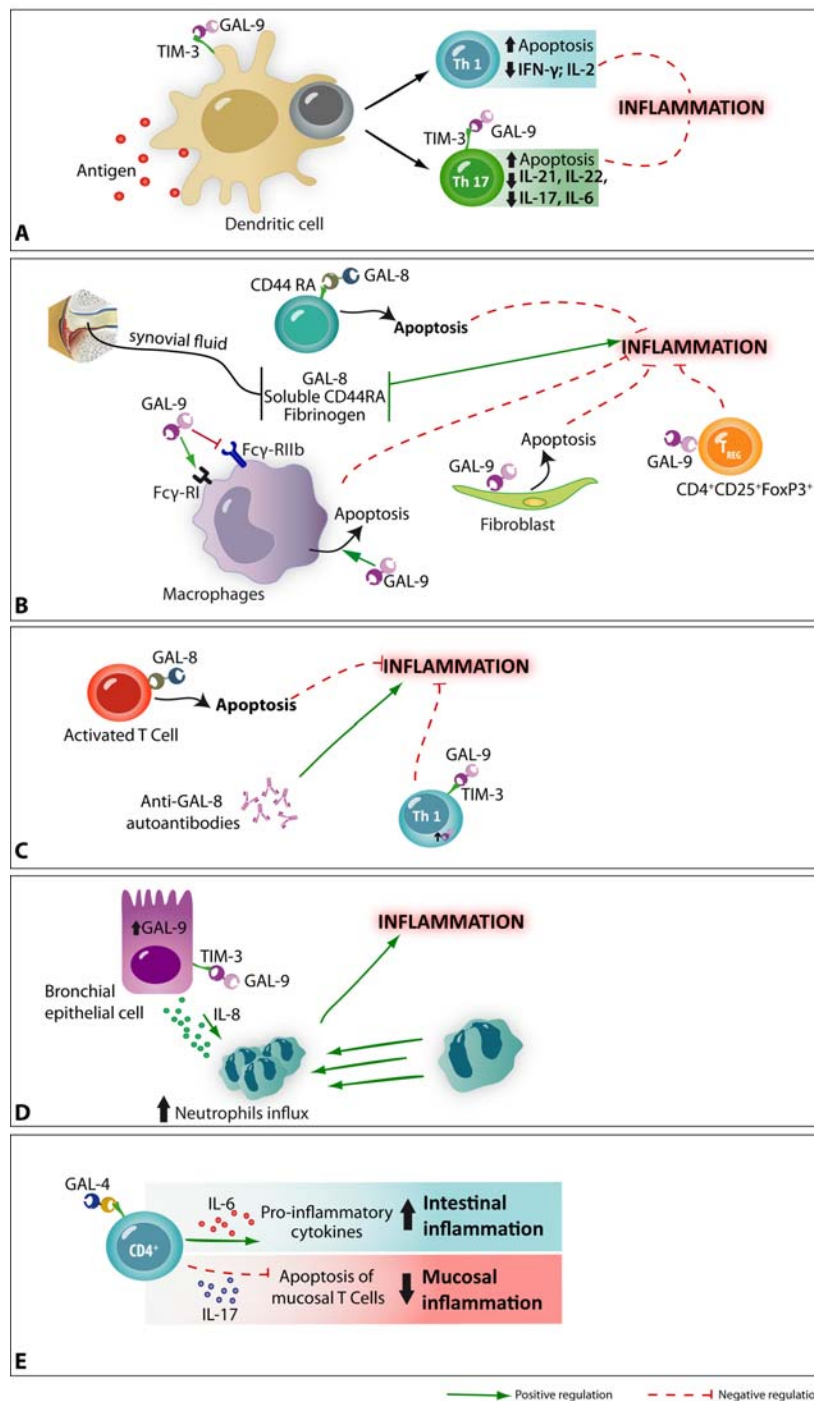 GAL-9
TIM-3
Antigen
Dendritic cell
Th 1
Apoptosis
IFN-γ; IL-2
TIM-3
GAL-9
Th 17
Apoptosis
IL-21, IL-22,
IL-17, IL-6
INFLAMMATION
A
synovial fluid
CD44 RA
GAL-8
Apoptosis
GAL-8
Soluble CD44RA
Fibrinogen
INFLAMMATION
GAL-9
Fcγ-RIIb
Fcγ-RI
Apoptosis
GAL-9
Macrophages
GAL-9
Apoptosis
Fibroblast
GAL-9
TREG
CD4+CD25+FoxP3+
B
GAL-8
Activated T Cell
Apoptosis
INFLAMMATION
Anti-GAL-8
autoantibodies
GAL-9
TIM-3
Th 1
C
GAL-9
TIM-3
GAL-9
Bronchial
epithelial cell
IL-8
Neutrophils influx
INFLAMMATION
D
GAL-4
CD4+
IL-6
Pro-inflammatory
cytokines
Intestinal
inflammation
IL-17
Apoptosis of
mucosal T Cells
Mucosal
inflammation
E
Positive regulation
Negative regulatio